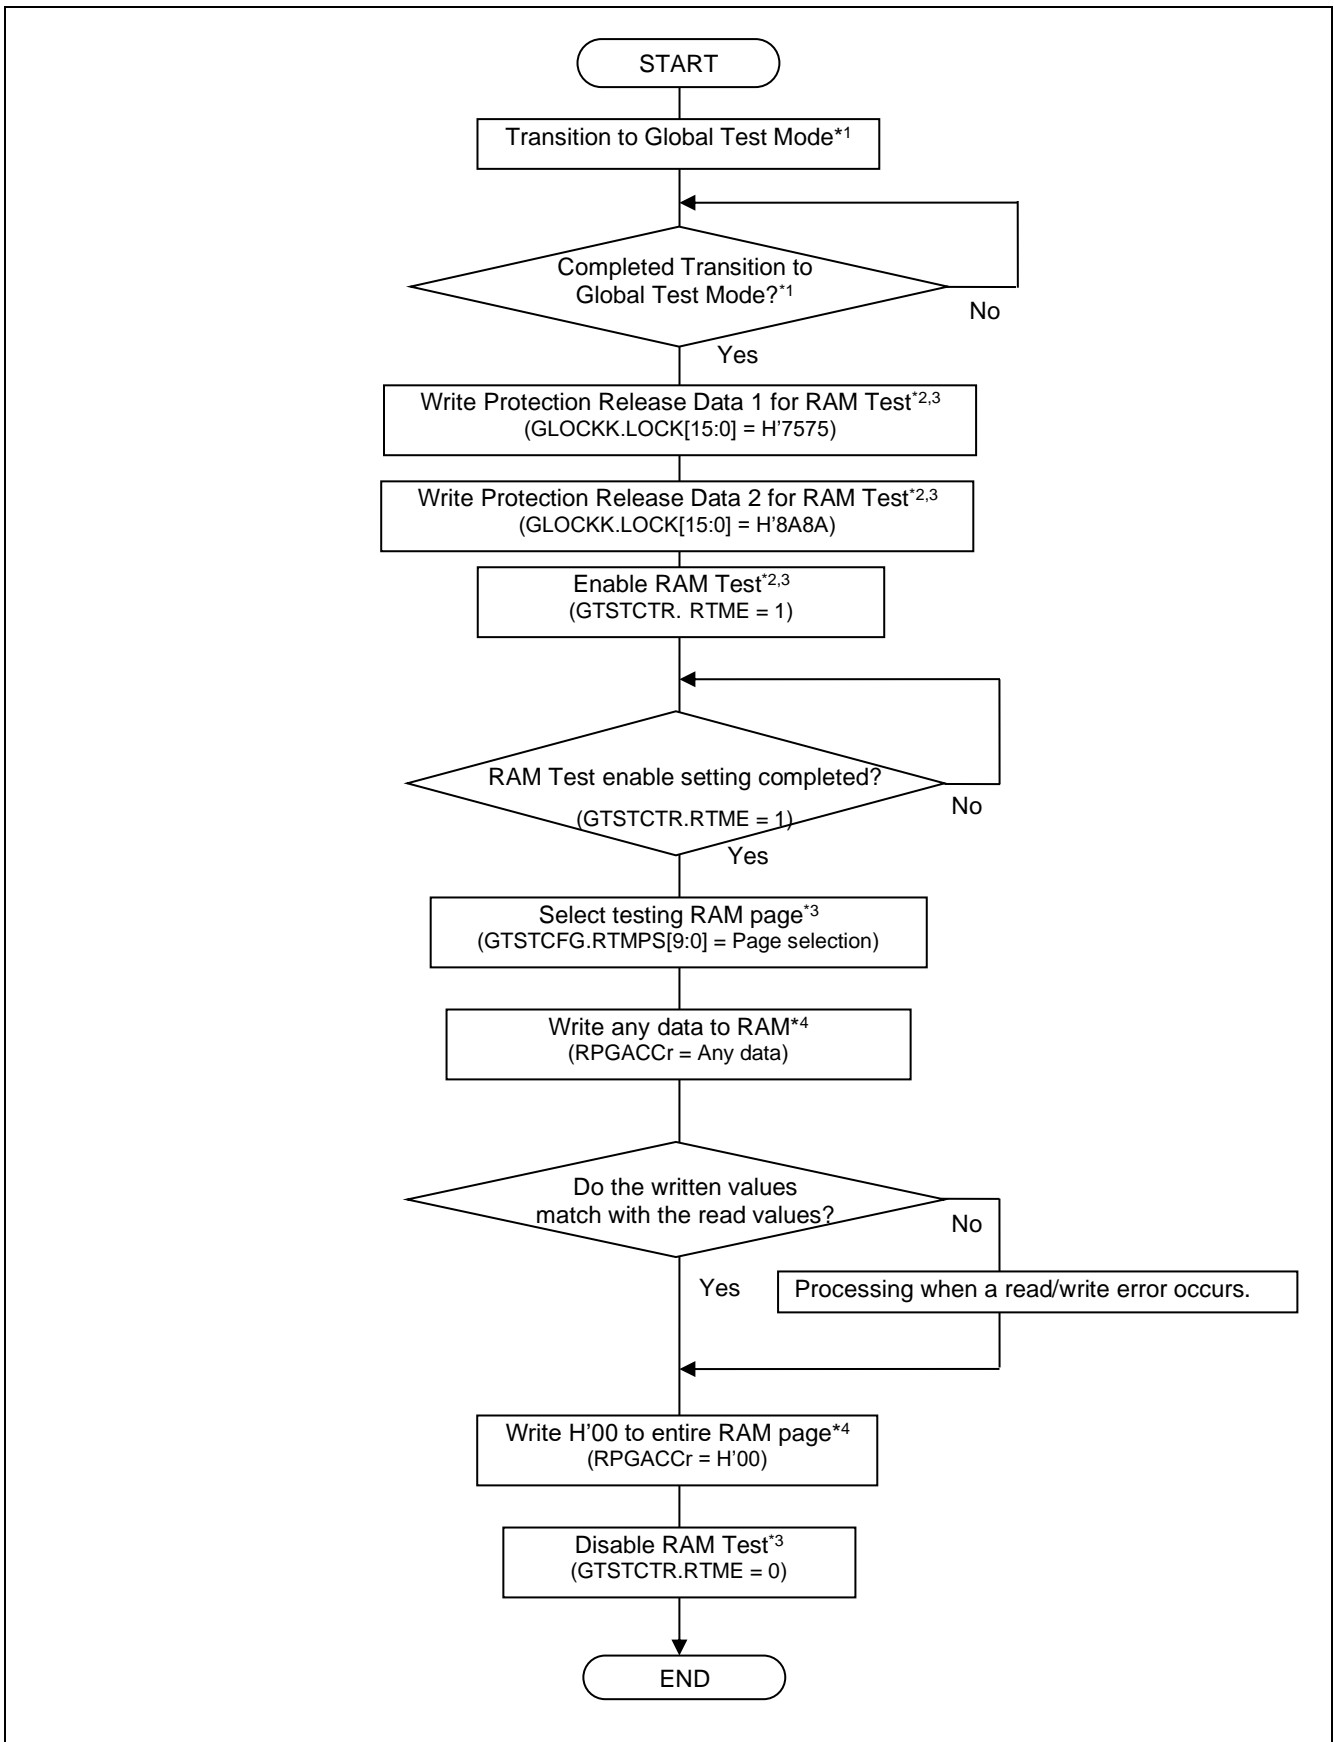 START
Transition to Global Test Mode*1
Completed Transition to
Global Test Mode?*1
No
Yes
Write Protection Release Data 1 for RAM Test*2,3
(GLOCKK.LOCK[15:0] = H'7575)
Write Protection Release Data 2 for RAM Test*2,3
(GLOCKK.LOCK[15:0] = H'8A8A)
Enable RAM Test*2,3
(GTSTCTR. RTME = 1)
RAM Test enable setting completed?
(GTSTCTR.RTME = 1)
No
Yes
Select testing RAM page*3
(GTSTCFG.RTMPS[9:0] = Page selection)
Write any data to RAM*4
(RPGACCr = Any data)
Do the written values
match with the read values?
No
Yes
Processing when a read/write error occurs.
Write H'00 to entire RAM page*4
(RPGACCr = H'00)
Disable RAM Test*3
(GTSTCTR.RTME = 0)
END